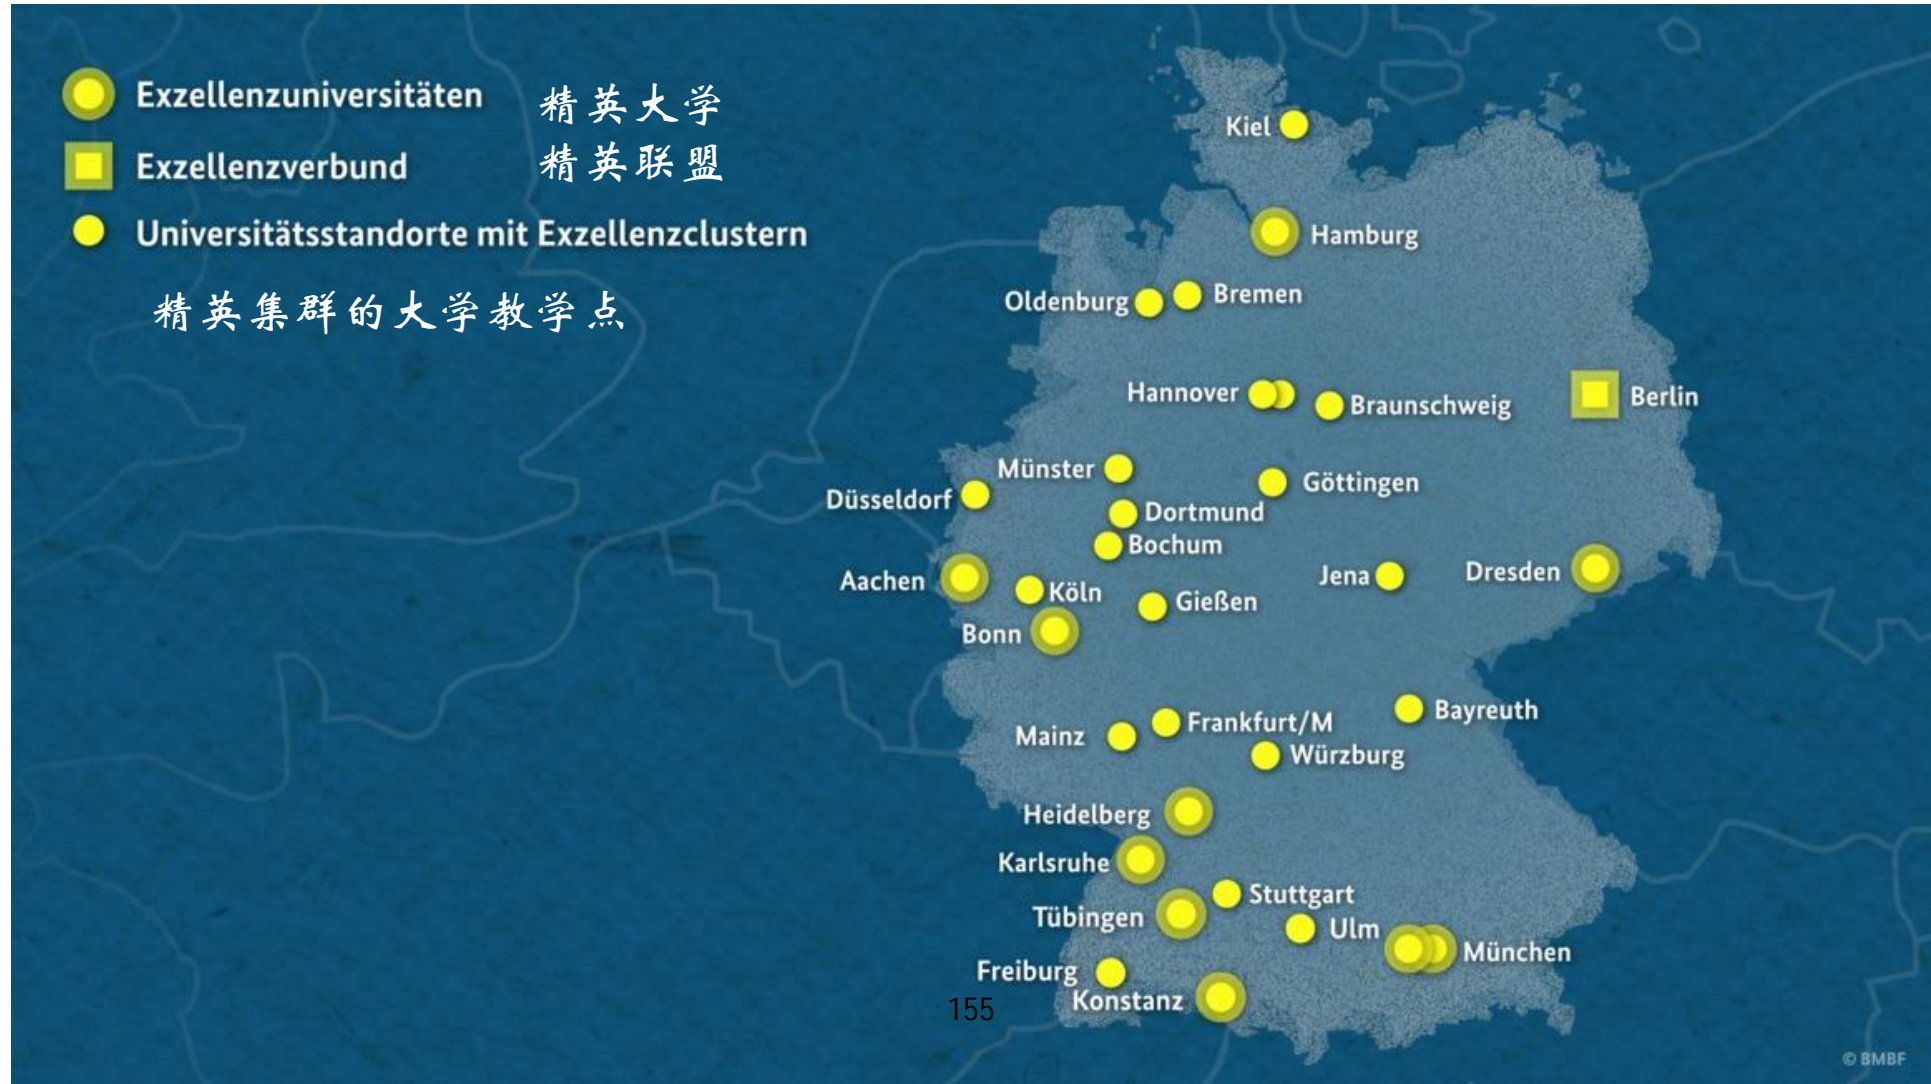 Exzellenzuniversitäten 精英大学
Exzellenzverbund 精英联盟
Universitätsstandorte mit Exzellenzclustern
精英集群的大学教学点
Kiel
Hamburg
Oldenburg
Bremen
Hannover
Braunschweig
Berlin
Münster
Göttingen
Düsseldorf
Dortmund
Bochum
Aachen
Köln
Jena
Dresden
Gießen
Bonn
Bayreuth
Mainz
Frankfurt/M
Würzburg
Heidelberg
Karlsruhe
Stuttgart
Tübingen
Ulm
München
Freiburg
Konstanz
155
© BMBF